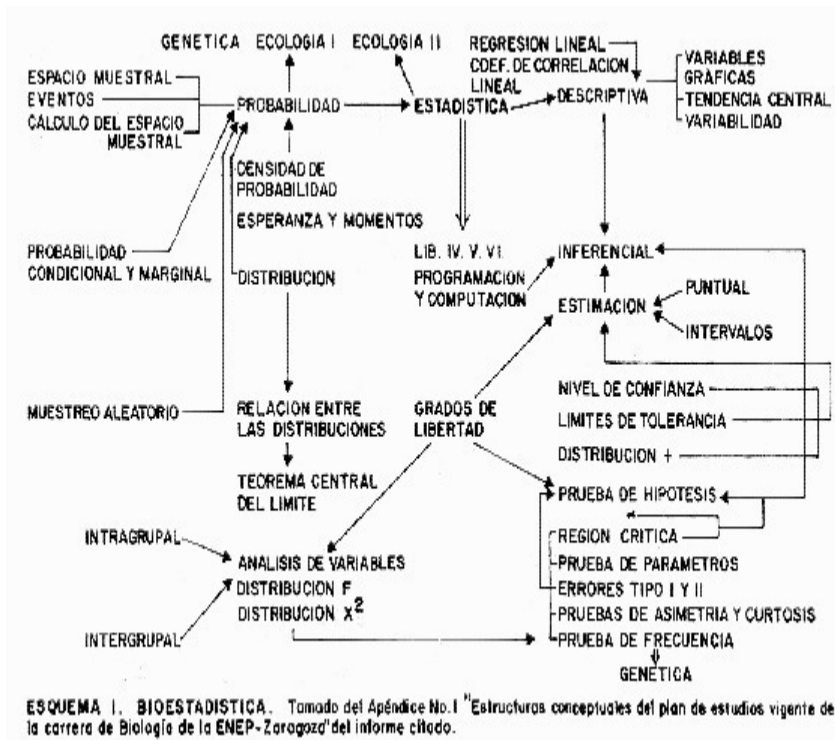 GENETICA ECOLOGIA I ECOLOGIA II
REGRESION LINEAL
COEF. DE CORRELACION
LINEAL
DESCRIPTIVA
VARIABLES
GRÁFICAS
TENDENCIA CENTRAL
VARIABILIDAD
ESPACIO MUESTRAL
EVENTOS
CÁLCULO DEL ESPACIO
MUESTRAL
PROBABILIDAD
ESTADISTICA
DENSIDAD DE
PROBABILIDAD
ESPERANZA Y MOMENTOS
PROBABILIDAD
CONDICIONAL Y MARGINAL
DISTRIBUCION
LIB. IV. V. VI.
PROGRAMACION
Y COMPUTACION
INFERENCIAL
ESTIMACION
PUNTUAL
INTERVALOS
MUESTREO ALEATORIO
RELACION ENTRE
LAS DISTRIBUCIONES
GRADOS DE
LIBERTAD
NIVEL DE CONFIANZA
LIMITES DE TOLERANCIA
DISTRIBUCION +
TEOREMA CENTRAL
DEL LIMITE
PRUEBA DE HIPOTESIS
INTRAGRUPAL
ANALISIS DE VARIABLES
DISTRIBUCION F
DISTRIBUCION X²
INTERGRUPAL
REGION CRITICA
PRUEBA DE PARAMETROS
ERRORES TIPO I Y II
PRUEBAS DE ASIMETRIA Y CURTOSIS
PRUEBA DE FRECUENCIA
GENETICA
ESQUEMA I. BIOESTADISTICA. Tomado del Apéndice No.1 "Estructuras conceptuales del plan de estudios vigente de
la carrera de Biología de la ENEP-Zaragoza" del informe citado.